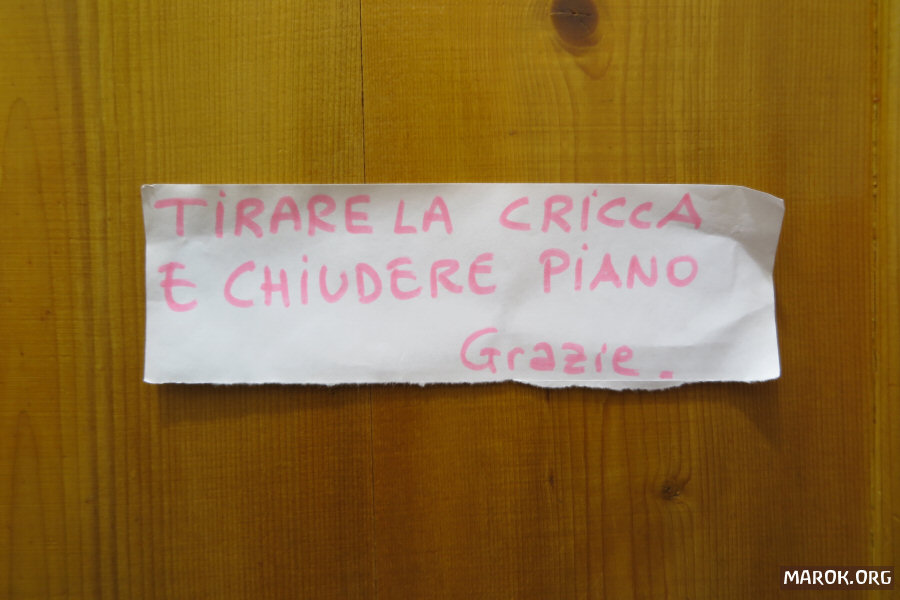 TIRARE LA CRICCA
E CHIUDERE PIANO
Grazie.
MAROK.ORG